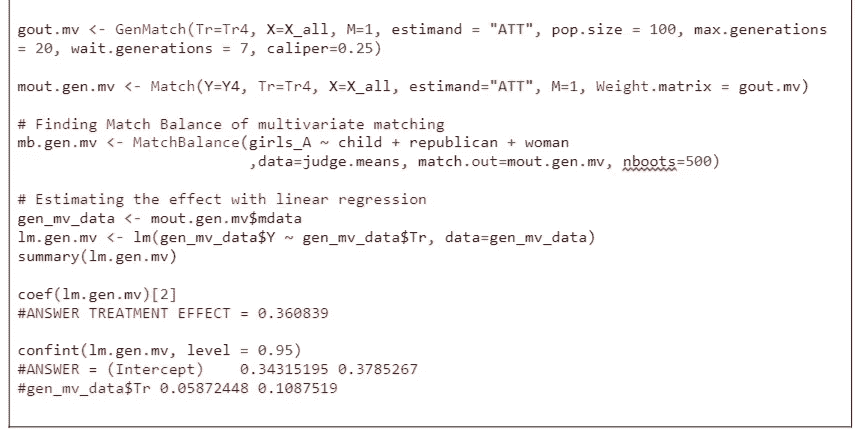 gout.mv <- GenMatch(Tr=Tr4, X=X_all, M=1, estimand = "ATT", pop.size = 100, max.generations
= 20, wait.generations = 7, caliper=0.25)
mout.gen.mv <- Match(Y=Y4, Tr=Tr4, X=X_all, estimand="ATT", M=1, Weight.matrix = gout.mv)
# Finding Match Balance of multivariate matching
mb.gen.mv <- MatchBalance(girls_A ~ child + republican + woman
,data=judge.means, match.out=mout.gen.mv, nboots=500)
# Estimating the effect with linear regression
gen_mv_data <- mout.gen.mv$mdata
lm.gen.mv <- lm(gen_mv_data$Y ~ gen_mv_data$Tr, data=gen_mv_data)
summary(lm.gen.mv)
coef(lm.gen.mv)[2]
#ANSWER TREATMENT EFFECT = 0.360839
confint(lm.gen.mv, level = 0.95)
#ANSWER = (Intercept) 0.34315195 0.3785267
#gen_mv_data$Tr 0.05872448 0.1087519